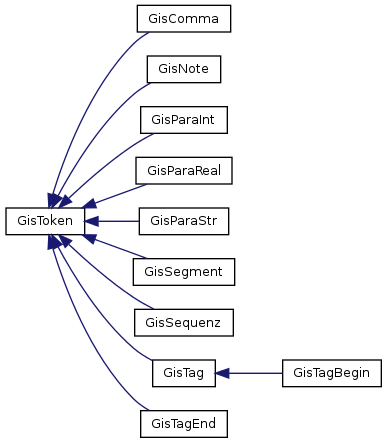 GisComma
GisNote
GisParaInt
GisParaReal
GisToken
GisParaStr
GisSegment
GisSequenz
GisTag
GisTagBegin
GisTagEnd